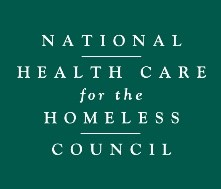 NATIONAL
HEALTH CARE
for the
HOMELESS
COUNCIL